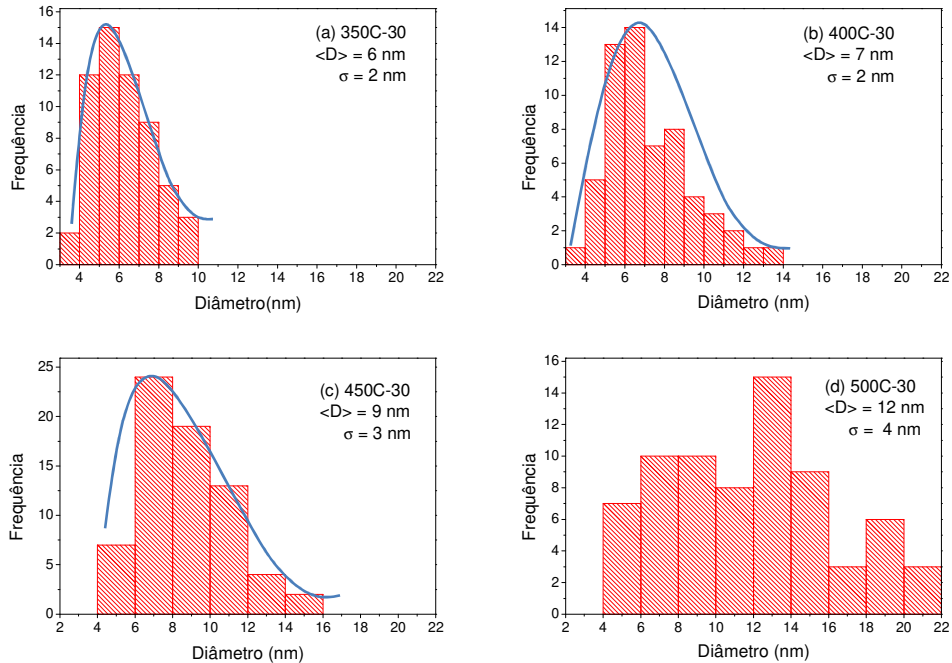 (a) 350C-30
<D> = 6 nm
σ = 2 nm
Frequência
16
14
12
10
8
6
4
2
0
4 6 8 10 12 14 16 18 20 22
Diâmetro(nm)
(b) 400C-30
<D> = 7 nm
σ = 2 nm
Frequência
14
12
10
8
6
4
2
0
4 6 8 10 12 14 16 18 20 22
Diâmetro (nm)
(c) 450C-30
<D> = 9 nm
σ = 3 nm
Frequência
25
20
15
10
5
0
2 4 6 8 10 12 14 16 18 20 22
Diâmetro (nm)
(d) 500C-30
<D> = 12 nm
σ = 4 nm
Frequência
16
14
12
10
8
6
4
2
0
2 4 6 8 10 12 14 16 18 20 22
Diâmetro (nm)